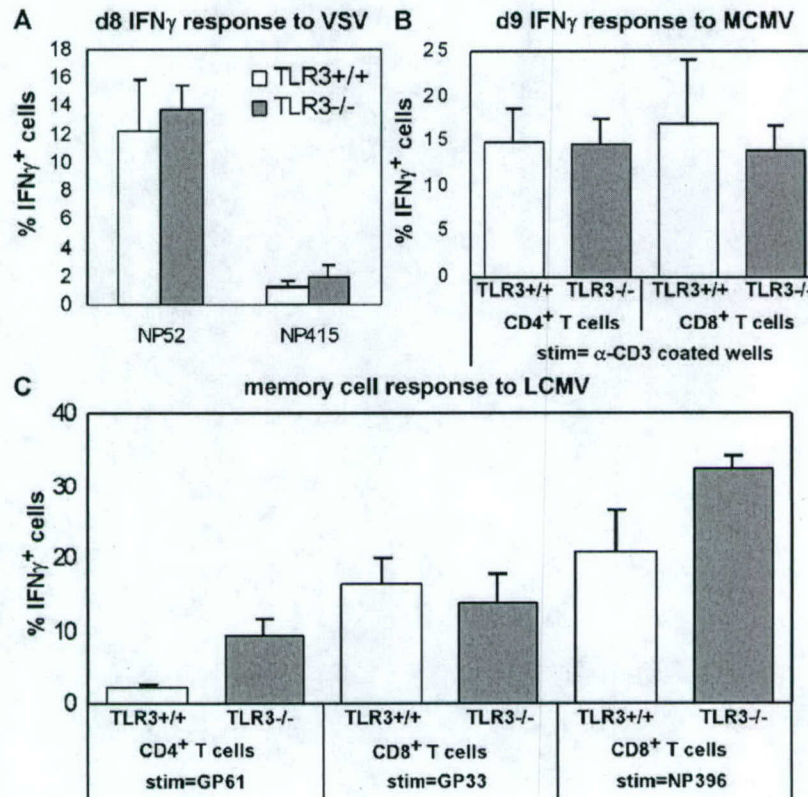 A d8 IFNγ response to VSV
% IFNγ+ cells
18
16
14
12
10
8
6
4
2
0
TLR3+/+
TLR3-/-
NP52 NP415
B d9 IFNγ response to MCMV
% IFNγ+ cells
25
20
15
10
5
0
TLR3+/+ TLR3-/- TLR3+/+ TLR3-/-
CD4+ T cells CD8+ T cells
stim= α-CD3 coated wells
C memory cell response to LCMV
% IFNγ+ cells
40
30
20
10
0
TLR3+/+ TLR3-/- TLR3+/+ TLR3-/- TLR3+/+ TLR3-/-
CD4+ T cells CD8+ T cells CD8+ T cells
stim=GP61 stim=GP33 stim=NP396